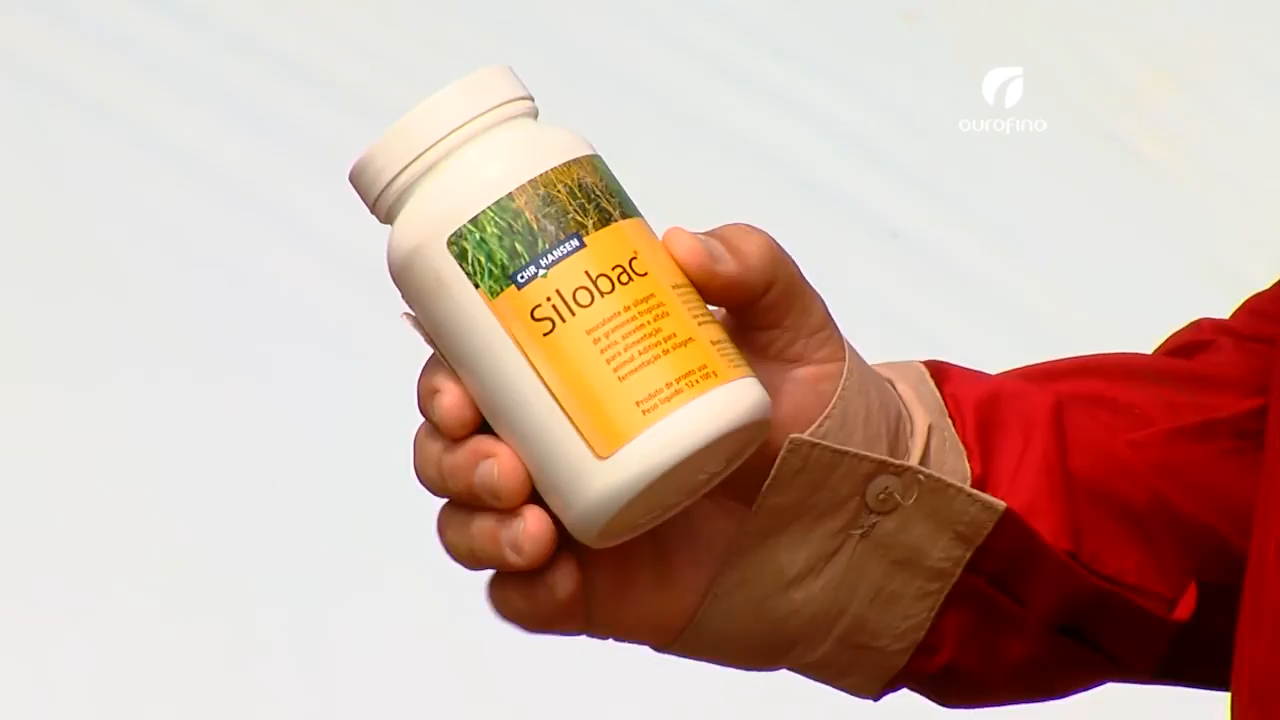 ourofino
CHR HANSEN
Silobac®
Inoculante de silagem
de gramíneas tropicais,
aveia, azevém e alfafa
para alimentação
animal. Aditivo para
fermentação de silagem.
Produto de pronto uso
Peso líquido: 12 x 100 g